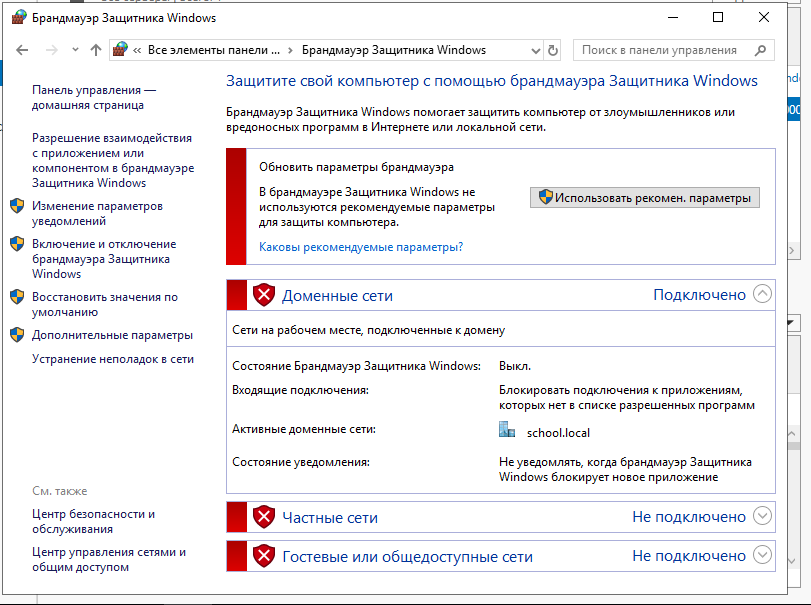 Брандмауэр Защитника Windows
« Все элементы панели ... › Брандмауэр Защитника Windows
Поиск в панели управления
Панель управления —
домашняя страница
Разрешение взаимодействия
с приложением или
компонентом в брандмауэре
Защитника Windows
Изменение параметров
уведомлений
Включение и отключение
брандмауэра Защитника
Windows
Восстановить значения по
умолчанию
Дополнительные параметры
Устранение неполадок в сети
См. также
Центр безопасности и
обслуживания
Центр управления сетями и
общим доступом
Защитите свой компьютер с помощью брандмауэра Защитника Windows
Брандмауэр Защитника Windows помогает защитить компьютер от злоумышленников или
вредоносных программ в Интернете или локальной сети.
Обновить параметры брандмауэра
В брандмауэре Защитника Windows не
используются рекомендуемые параметры
для защиты компьютера.
Использовать рекомен. параметры
Каковы рекомендуемые параметры?
Доменные сети Подключено
Сети на рабочем месте, подключенные к домену
Состояние Брандмауэр Защитника Windows: Выкл.
Входящие подключения: Блокировать подключения к приложениям,
которых нет в списке разрешенных программ
Активные доменные сети: school.local
Состояние уведомления: Не уведомлять, когда брандмауэр Защитника
Windows блокирует новое приложение
Частные сети Не подключено
Гостевые или общедоступные сети Не подключено